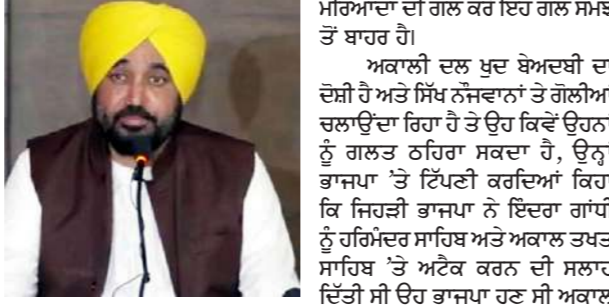 ਮਰਿਆਦਾ ਦੀ ਗੱਲ ਕਰੇ ਇਹ ਗੱਲ ਸਮਝ
ਤੋਂ ਬਾਹਰ ਹੈ।
ਅਕਾਲੀ ਦਲ ਖੁਦ ਬੇਅਦਬੀ ਦਾ
ਦੋਸ਼ੀ ਹੈ ਅਤੇ ਸਿੱਖ ਨੌਜਵਾਨਾਂ ਤੇ ਗੋਲੀਆਂ
ਚਲਾਉਂਦਾ ਰਿਹਾ ਹੈ ਤੇ ਉਹ ਕਿਵੇਂ ਉਹਨਾਂ
ਨੂੰ ਗਲਤ ਠਹਿਰਾ ਸਕਦਾ ਹੈ, ਉਨ੍ਹਾਂ
ਭਾਜਪਾ 'ਤੇ ਟਿੱਪਣੀ ਕਰਦਿਆਂ ਕਿਹਾ
ਕਿ ਜਿਹੜੀ ਭਾਜਪਾ ਨੇ ਇੰਦਰਾ ਗਾਂਧੀ
ਨੂੰ ਹਰਿਮੰਦਰ ਸਾਹਿਬ ਅਤੇ ਅਕਾਲ ਤਖਤ
ਸਾਹਿਬ 'ਤੇ ਅਟੈਕ ਕਰਨ ਦੀ ਸਲਾਹ
ਦਿੱਤੀ ਸੀ ਉਹ ਭਾਜਪਾ ਹੁਣ ਸ੍ਰੀ ਅਕਾਲ